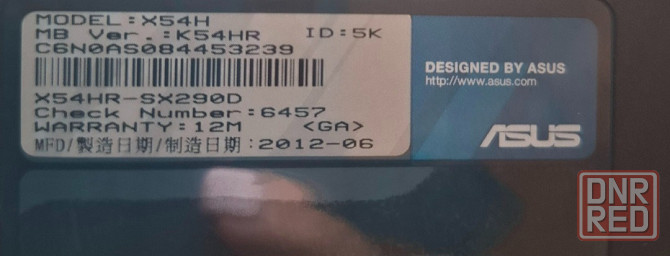 MODEL:X54H
MB Ver.:K54HR ID:5K
C6N0AS084453239
X54HR-SX290D
Check Number:6457
WARRANTY:12M <GA>
MFD/製造日期/制造日期:2012-06
DESIGNED BY ASUS
http://www.asus.com
ASUS
DNR
RED